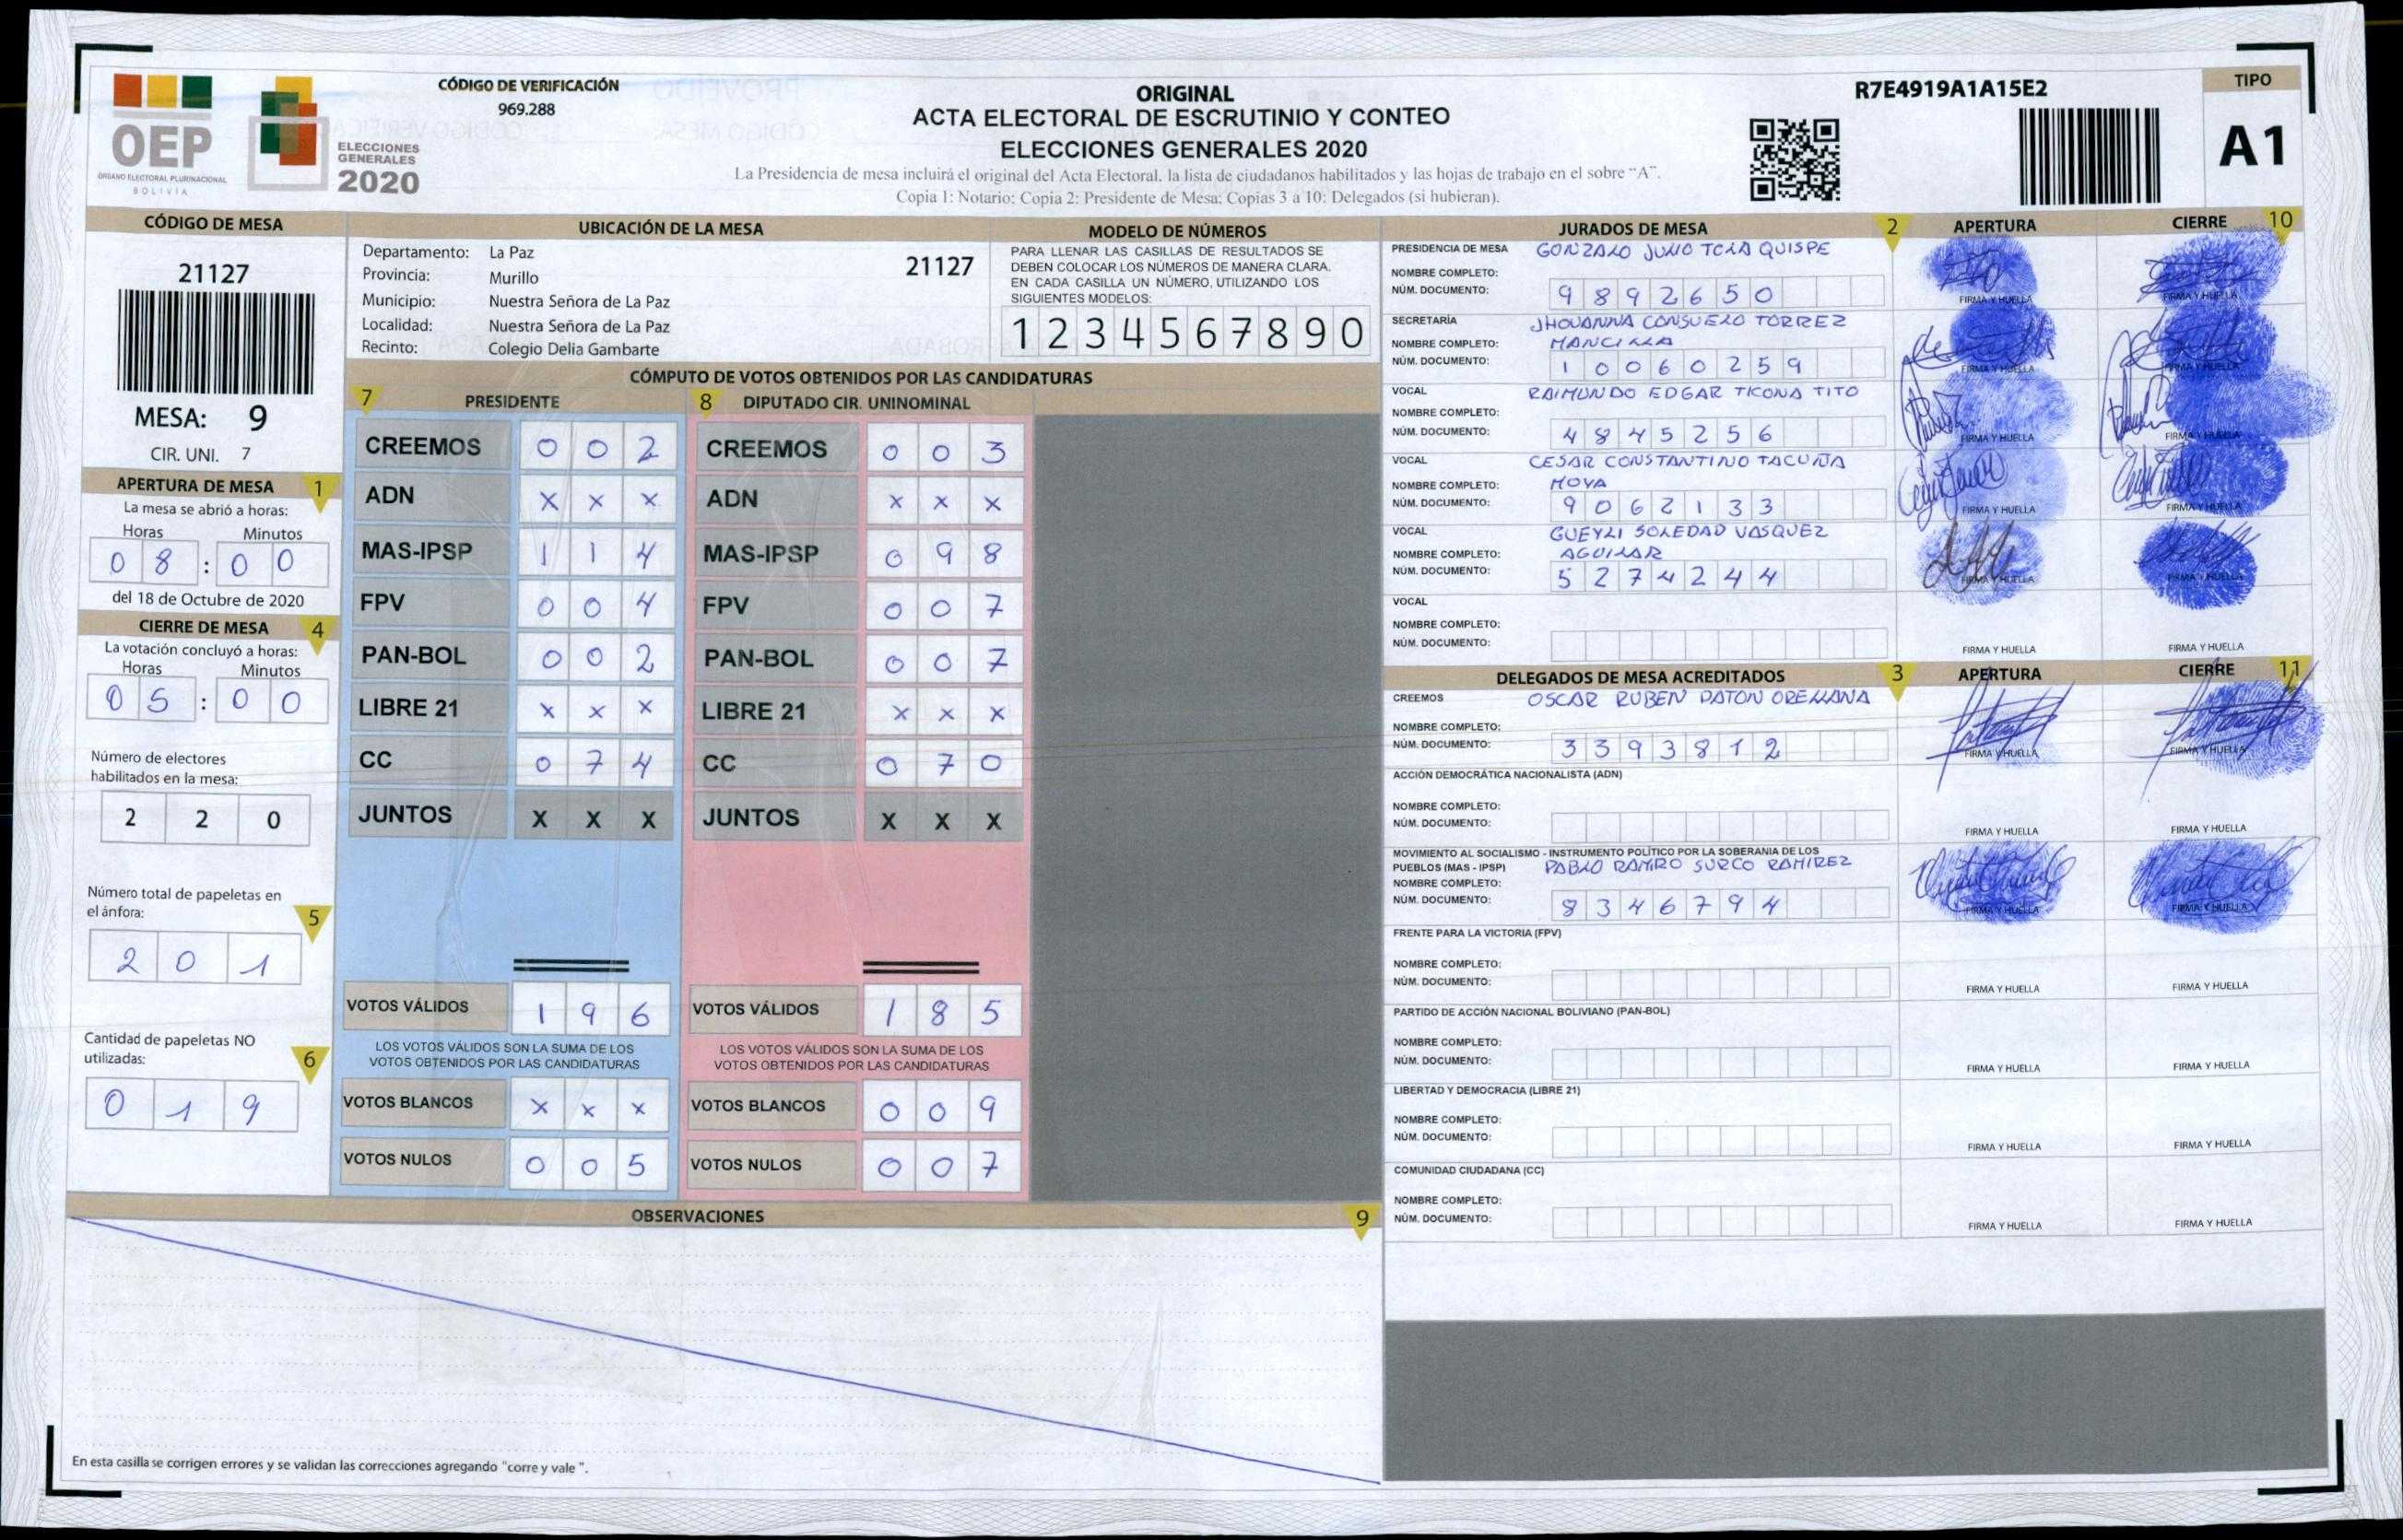 OEP
ÓRGANO ELECTORAL PLURINACIONAL
BOLIVIA
ELECCIONES
GENERALES
2020
CÓDIGO DE VERIFICACIÓN
969.288
ORIGINAL
ACTA ELECTORAL DE ESCRUTINIO Y CONTEO
ELECCIONES GENERALES 2020
La Presidencia de mesa incluirá el original del Acta Electoral, la lista de ciudadanos habilitados y las hojas de trabajo en el sobre "A".
Copia 1: Notario; Copia 2: Presidente de Mesa; Copias 3 a 10: Delegados (si hubieran).
R7E4919A1A15E2
TIPO
A1
CÓDIGO DE MESA
21127
MESA: 9
CIR. UNI. 7
APERTURA DE MESA 1
La mesa se abrió a horas:
Horas Minutos
0 8 : 0 0
del 18 de Octubre de 2020
CIERRE DE MESA 4
La votación concluyó a horas:
Horas Minutos
0 5 : 0 0
Número de electores
habilitados en la mesa:
2 2 0
Número total de papeletas en
el ánfora: 5
2 0 1
Cantidad de papeletas NO
utilizadas: 6
0 1 9
UBICACIÓN DE LA MESA
Departamento: La Paz
Provincia: Murillo
Municipio: Nuestra Señora de La Paz
Localidad: Nuestra Señora de La Paz
Recinto: Colegio Delia Gambarte
21127
MODELO DE NÚMEROS
PARA LLENAR LAS CASILLAS DE RESULTADOS SE
DEBEN COLOCAR LOS NÚMEROS DE MANERA CLARA.
EN CADA CASILLA UN NÚMERO, UTILIZANDO LOS
SIGUIENTES MODELOS:
1 2 3 4 5 6 7 8 9 0
CÓMPUTO DE VOTOS OBTENIDOS POR LAS CANDIDATURAS
7 PRESIDENTE
CREEMOS 0 0 2
ADN X X X
MAS-IPSP 1 1 4
FPV 0 0 4
PAN-BOL 0 0 2
LIBRE 21 X X X
CC 0 7 4
JUNTOS X X X
VOTOS VÁLIDOS 1 9 6
LOS VOTOS VÁLIDOS SON LA SUMA DE LOS
VOTOS OBTENIDOS POR LAS CANDIDATURAS
VOTOS BLANCOS X X X
VOTOS NULOS 0 0 5
8 DIPUTADO CIR. UNINOMINAL
CREEMOS 0 0 3
ADN X X X
MAS-IPSP 0 9 8
FPV 0 0 7
PAN-BOL 0 0 7
LIBRE 21 X X X
CC 0 7 0
JUNTOS X X X
VOTOS VÁLIDOS 1 8 5
LOS VOTOS VÁLIDOS SON LA SUMA DE LOS
VOTOS OBTENIDOS POR LAS CANDIDATURAS
VOTOS BLANCOS 0 0 9
VOTOS NULOS 0 0 7
OBSERVACIONES 9
En esta casilla se corrigen errores y se validan las correcciones agregando "corre y vale ".
JURADOS DE MESA 2 APERTURA CIERRE 10
PRESIDENCIA DE MESA GONZALO JULIO TOLA QUISPE
NOMBRE COMPLETO:
NÚM. DOCUMENTO: 9 8 9 2 6 5 0
FIRMA Y HUELLA FIRMA Y HUELLA
SECRETARÍA JHOVANNA CONSUELO TORREZ
NOMBRE COMPLETO: MANCILLA
NÚM. DOCUMENTO: 1 0 0 6 0 2 5 9
FIRMA Y HUELLA FIRMA Y HUELLA
VOCAL RAIMUNDO EDGAR TICONA TITO
NOMBRE COMPLETO:
NÚM. DOCUMENTO: 4 8 4 5 2 5 6
FIRMA Y HUELLA FIRMA Y HUELLA
VOCAL CESAR CONSTANTINO TACUÑA
NOMBRE COMPLETO: MOYA
NÚM. DOCUMENTO: 9 0 6 2 1 3 3
FIRMA Y HUELLA FIRMA Y HUELLA
VOCAL GUEYLI SOLEDAD VASQUEZ
NOMBRE COMPLETO: AGUILAR
NÚM. DOCUMENTO: 5 2 7 4 2 4 4
FIRMA Y HUELLA FIRMA Y HUELLA
VOCAL
NOMBRE COMPLETO:
NÚM. DOCUMENTO:
FIRMA Y HUELLA FIRMA Y HUELLA
DELEGADOS DE MESA ACREDITADOS 3 APERTURA CIERRE 11
CREEMOS OSCAR RUBEN PATON ORELLANA
NOMBRE COMPLETO:
NÚM. DOCUMENTO: 3 3 9 3 8 1 2
FIRMA Y HUELLA FIRMA Y HUELLA
ACCIÓN DEMOCRÁTICA NACIONALISTA (ADN)
NOMBRE COMPLETO:
NÚM. DOCUMENTO:
FIRMA Y HUELLA FIRMA Y HUELLA
MOVIMIENTO AL SOCIALISMO - INSTRUMENTO POLÍTICO POR LA SOBERANIA DE LOS
PUEBLOS (MAS - IPSP) PABLO RAMIRO SURCO RAMIREZ
NOMBRE COMPLETO:
NÚM. DOCUMENTO: 8 3 4 6 7 9 4
FIRMA Y HUELLA FIRMA Y HUELLA
FRENTE PARA LA VICTORIA (FPV)
NOMBRE COMPLETO:
NÚM. DOCUMENTO:
FIRMA Y HUELLA FIRMA Y HUELLA
PARTIDO DE ACCIÓN NACIONAL BOLIVIANO (PAN-BOL)
NOMBRE COMPLETO:
NÚM. DOCUMENTO:
FIRMA Y HUELLA FIRMA Y HUELLA
LIBERTAD Y DEMOCRACIA (LIBRE 21)
NOMBRE COMPLETO:
NÚM. DOCUMENTO:
FIRMA Y HUELLA FIRMA Y HUELLA
COMUNIDAD CIUDADANA (CC)
NOMBRE COMPLETO:
NÚM. DOCUMENTO:
FIRMA Y HUELLA FIRMA Y HUELLA